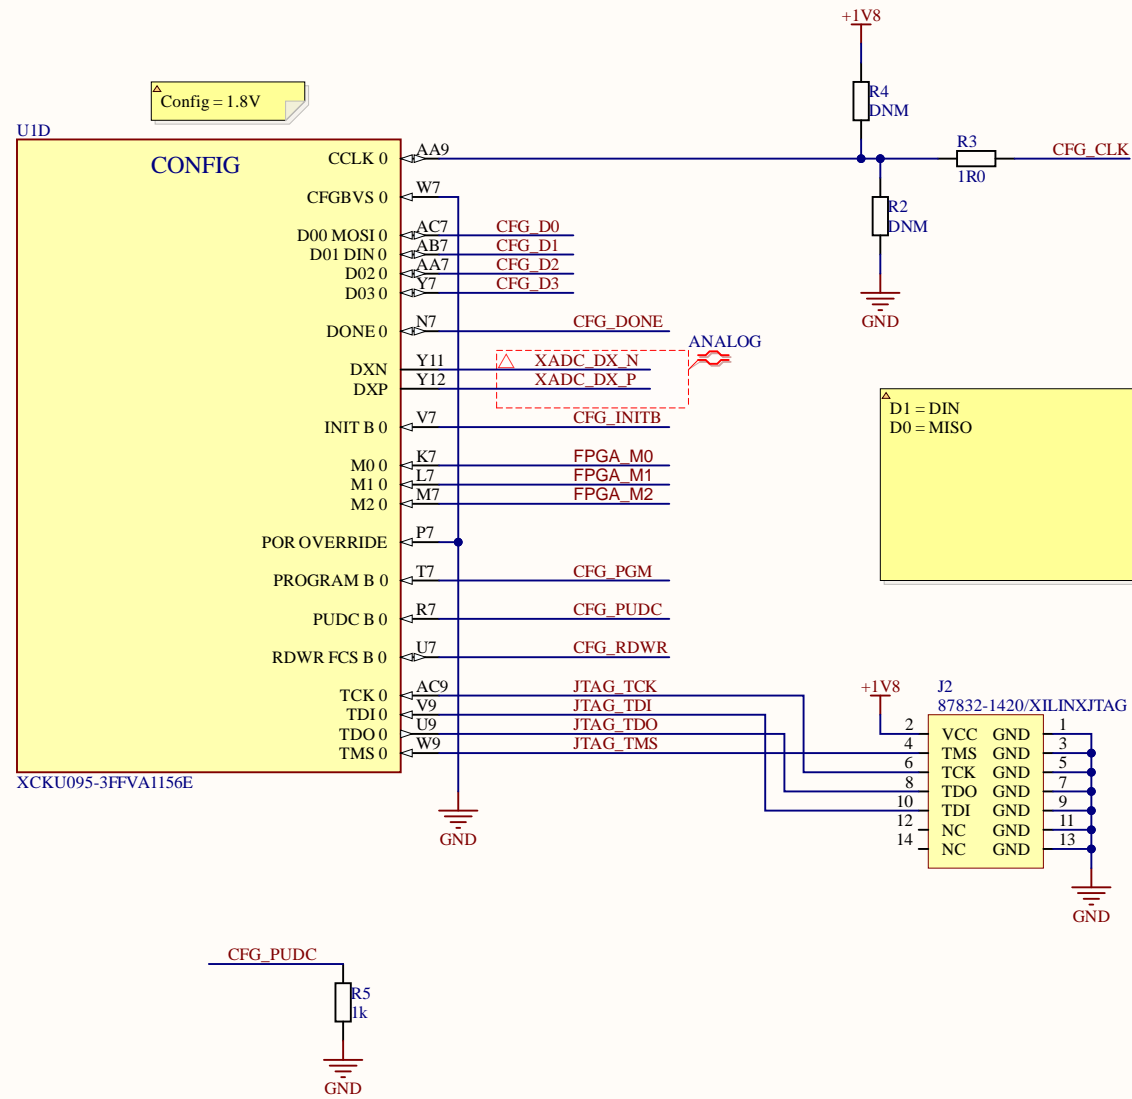 +1V8
R4
DNM
Config = 1.8V
U1D
CONFIG
CCLK 0
AA9
R3
1R0
CFG_CLK
CFGBVS 0
W7
R2
DNM
D00 MOSI 0
AC7
CFG_D0
D01 DIN 0
AB7
CFG_D1
D02 0
AA7
CFG_D2
D03 0
Y7
CFG_D3
GND
DONE 0
N7
CFG_DONE
ANALOG
DXN
Y11
XADC_DX_N
DXP
Y12
XADC_DX_P
D1 = DIN
D0 = MISO
INIT B 0
V7
CFG_INITB
M0 0
K7
FPGA_M0
M1 0
L7
FPGA_M1
M2 0
M7
FPGA_M2
POR OVERRIDE
P7
PROGRAM B 0
T7
CFG_PGM
PUDC B 0
R7
CFG_PUDC
RDWR FCS B 0
U7
CFG_RDWR
TCK 0
AC9
JTAG_TCK
TDI 0
V9
JTAG_TDI
TDO 0
U9
JTAG_TDO
TMS 0
W9
JTAG_TMS
XCKU095-3FFVA1156E
GND
+1V8
J2
87832-1420/XILINXJTAG
2 VCC GND 1
4 TMS GND 3
6 TCK GND 5
8 TDO GND 7
10 TDI GND 9
12 NC GND 11
14 NC GND 13
GND
CFG_PUDC
R5
1k
GND